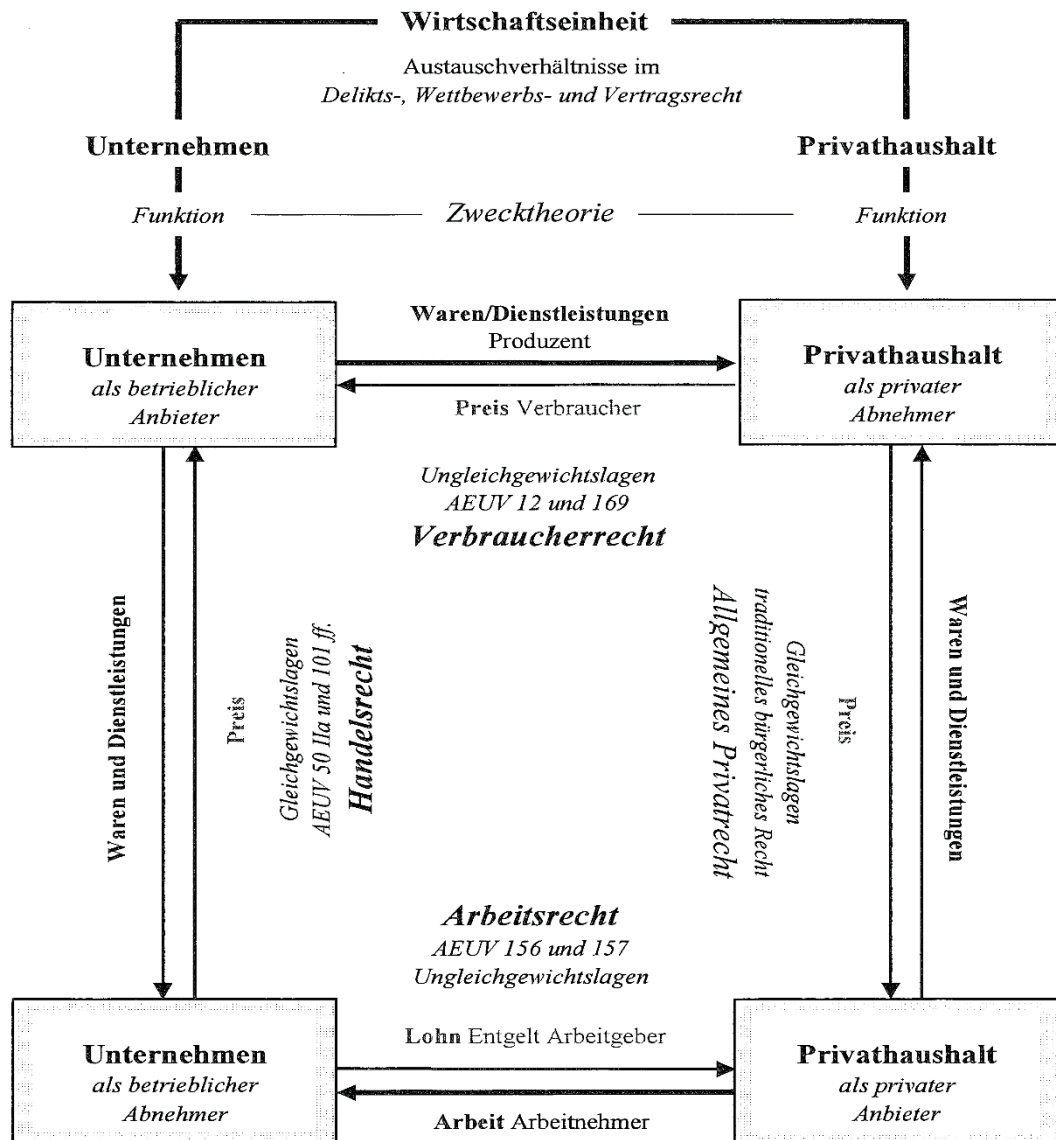 Wirtschaftseinheit
Austauschverhältnisse im
Delikts-, Wettbewerbs- und Vertragsrecht
Unternehmen
Privathaushalt
Funktion
Zwecktheorie
Funktion
Unternehmen
als betrieblicher
Anbieter
Waren/Dienstleistungen
Produzent
Preis Verbraucher
Privathaushalt
als privater
Abnehmer
Ungleichgewichtslagen
AEUV 12 und 169
Verbraucherrecht
Waren und Dienstleistungen
Preis
Gleichgewichtslagen
AEUV 50 IIa und 101 ff.
Handelsrecht
Allgemeines Privatrecht
traditionelles bürgerliches Recht
Gleichgewichtslagen
Preis
Waren und Dienstleistungen
Arbeitsrecht
AEUV 156 und 157
Ungleichgewichtslagen
Unternehmen
als betrieblicher
Abnehmer
Lohn Entgelt Arbeitgeber
Arbeit Arbeitnehmer
Privathaushalt
als privater
Anbieter